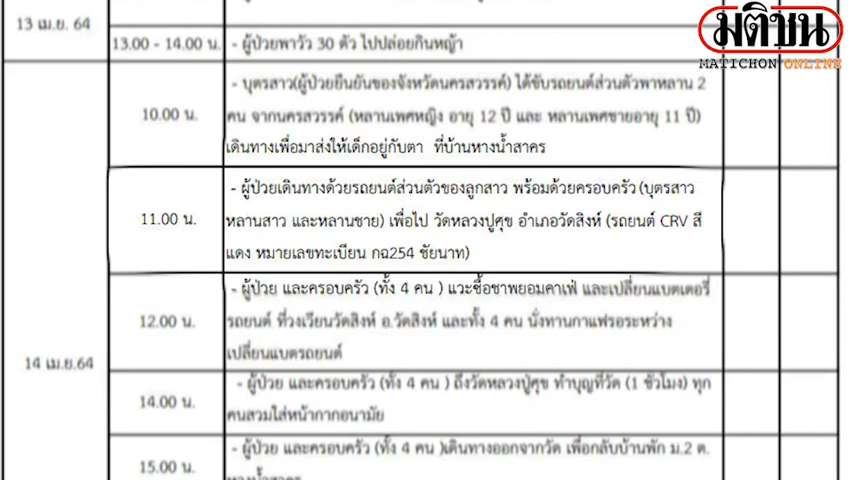 มติชน
MATICHON ONLINE
13 เม.ย. 64
13.00 - 14.00 น.
- ผู้ป่วยพาวัว 30 ตัว ไปปล่อยกินหญ้า
14 เม.ย.64
10.00 น.
- บุตรสาว(ผู้ป่วยยืนยันของจังหวัดนครสวรรค์) ได้ขับรถยนต์ส่วนตัวพาหลาน 2
คน จากนครสวรรค์ (หลานเพศหญิง อายุ 12 ปี และ หลานเพศชายอายุ 11 ปี)
เดินทางเพื่อมาส่งให้เด็กอยู่กับตา ที่บ้านหางน้ำสาคร
11.00 น.
- ผู้ป่วยเดินทางด้วยรถยนต์ส่วนตัวของลูกสาว พร้อมด้วยครอบครัว (บุตรสาว
หลานสาว และหลานชาย) เพื่อไป วัดหลวงปูศุข อำเภอวัดสิงห์ (รถยนต์ CRV สี
แดง หมายเลขทะเบียน กฉ254 ชัยนาท)
12.00 น.
- ผู้ป่วย และครอบครัว (ทั้ง 4 คน ) แวะซื้อชาพยอมคาเฟ่ และเปลี่ยนแบตเตอรี่
รถยนต์ ที่วงเวียนวัดสิงห์ อ.วัดสิงห์ และทั้ง 4 คน นั่งทานกาแฟรอระหว่าง
เปลี่ยนแบตรถยนต์
14.00 น.
- ผู้ป่วย และครอบครัว (ทั้ง 4 คน ) ถึงวัดหลวงปู่ศุข ทำบุญที่วัด (1 ชั่วโมง) ทุก
คนสวมใส่หน้ากากอนามัย
15.00 น.
- ผู้ป่วย และครอบครัว (ทั้ง 4 คน )เดินทางออกจากวัด เพื่อกลับบ้านพัก ม.2 ต.